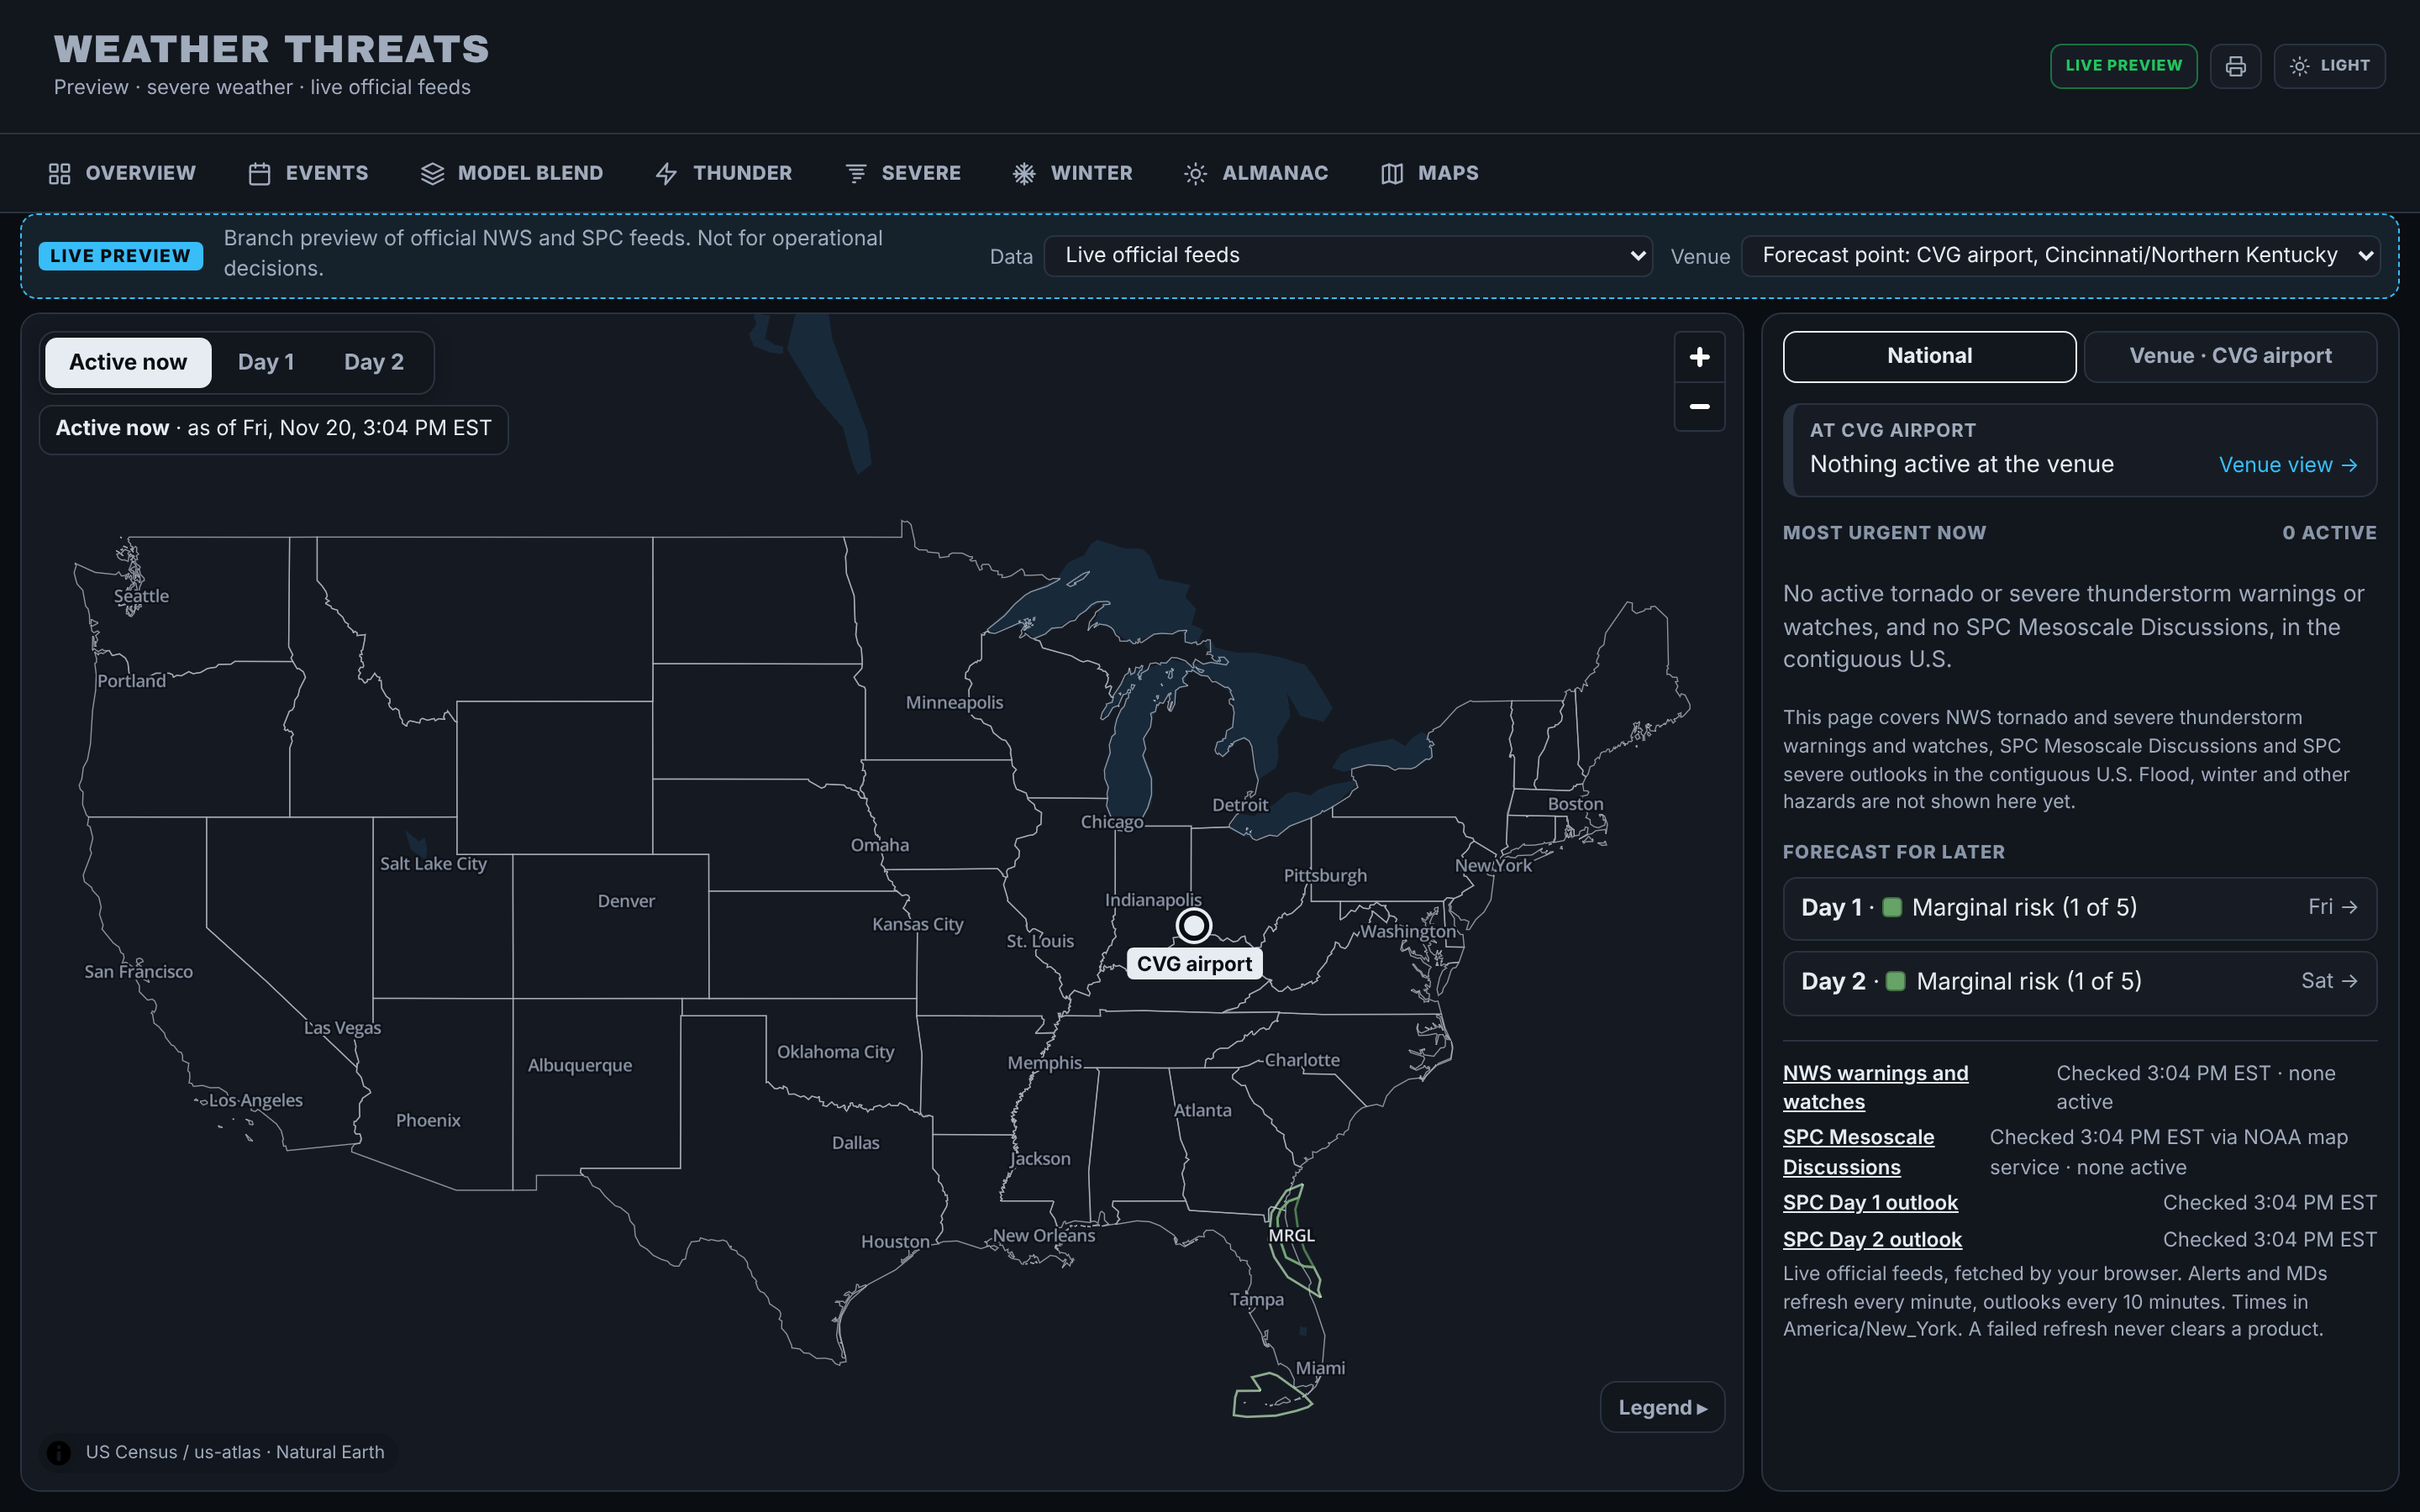 WEATHER THREATS
Preview · severe weather · live official feeds
LIVE PREVIEW
LIGHT
OVERVIEW
EVENTS
MODEL BLEND
THUNDER
SEVERE
WINTER
ALMANAC
MAPS
LIVE PREVIEW
Branch preview of official NWS and SPC feeds. Not for operational
decisions.
Data
Live official feeds
Venue
Forecast point: CVG airport, Cincinnati/Northern Kentucky
Active now
Day 1
Day 2
Active now · as of Fri, Nov 20, 3:04 PM EST
+
−
Seattle
Portland
Minneapolis
Detroit
Boston
Chicago
Omaha
Salt Lake City
New York
Pittsburgh
Denver
Indianapolis
Kansas City
Washington
St. Louis
CVG airport
San Francisco
Las Vegas
Oklahoma City
Charlotte
Memphis
Albuquerque
Los Angeles
Atlanta
Phoenix
Dallas
Jackson
MRGL
New Orleans
Houston
Tampa
Miami
Legend ▸
US Census / us-atlas · Natural Earth
National
Venue · CVG airport
AT CVG AIRPORT
Nothing active at the venue
Venue view →
MOST URGENT NOW
0 ACTIVE
No active tornado or severe thunderstorm warnings or
watches, and no SPC Mesoscale Discussions, in the
contiguous U.S.
This page covers NWS tornado and severe thunderstorm
warnings and watches, SPC Mesoscale Discussions and SPC
severe outlooks in the contiguous U.S. Flood, winter and other
hazards are not shown here yet.
FORECAST FOR LATER
Day 1 · Marginal risk (1 of 5)
Fri →
Day 2 · Marginal risk (1 of 5)
Sat →
NWS warnings and
watches
Checked 3:04 PM EST · none
active
SPC Mesoscale
Discussions
Checked 3:04 PM EST via NOAA map
service · none active
SPC Day 1 outlook
Checked 3:04 PM EST
SPC Day 2 outlook
Checked 3:04 PM EST
Live official feeds, fetched by your browser. Alerts and MDs
refresh every minute, outlooks every 10 minutes. Times in
America/New_York. A failed refresh never clears a product.